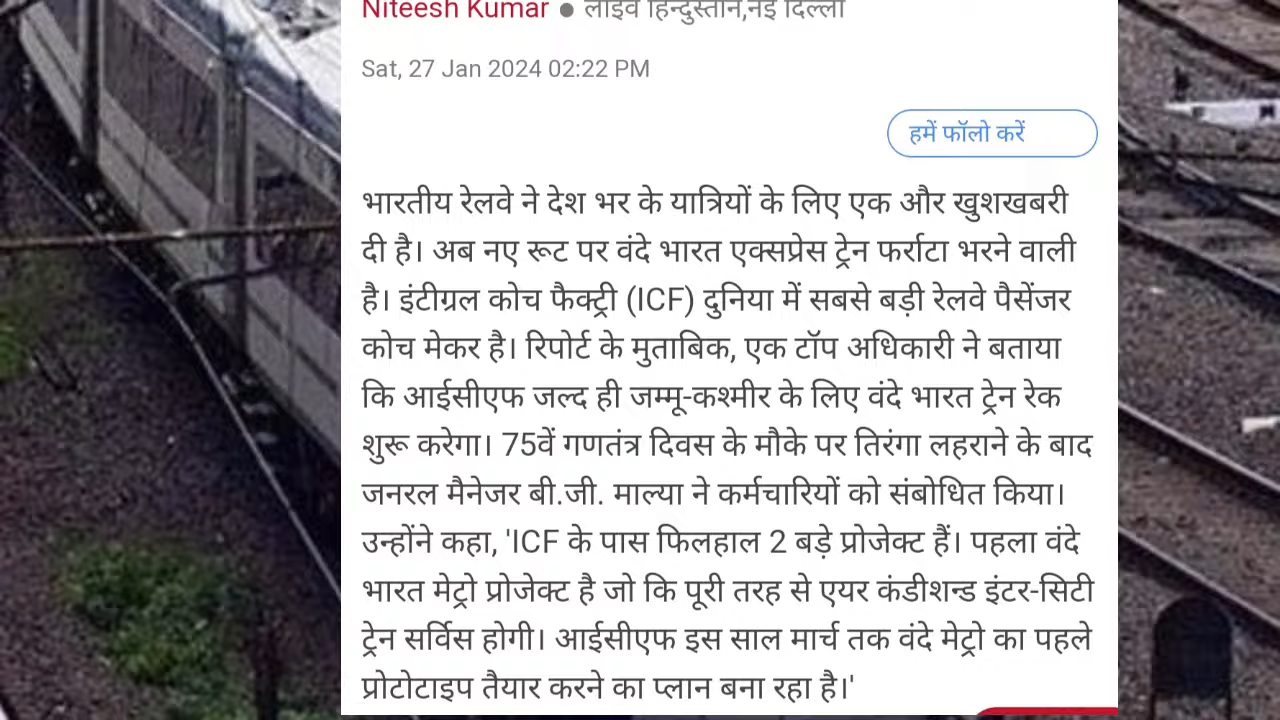 Niteesh Kumar ● लाइव हिन्दुस्तान,नई दिल्ली
Sat, 27 Jan 2024 02:22 PM
हमें फॉलो करें
भारतीय रेलवे ने देश भर के यात्रियों के लिए एक और खुशखबरी
दी है। अब नए रूट पर वंदे भारत एक्सप्रेस ट्रेन फर्राटा भरने वाली
है। इंटीग्रल कोच फैक्ट्री (ICF) दुनिया में सबसे बड़ी रेलवे पैसेंजर
कोच मेकर है। रिपोर्ट के मुताबिक, एक टॉप अधिकारी ने बताया
कि आईसीएफ जल्द ही जम्मू-कश्मीर के लिए वंदे भारत ट्रेन रेक
शुरू करेगा। 75वें गणतंत्र दिवस के मौके पर तिरंगा लहराने के बाद
जनरल मैनेजर बी.जी. माल्या ने कर्मचारियों को संबोधित किया।
उन्होंने कहा, 'ICF के पास फिलहाल 2 बड़े प्रोजेक्ट हैं। पहला वंदे
भारत मेट्रो प्रोजेक्ट है जो कि पूरी तरह से एयर कंडीशन्ड इंटर-सिटी
ट्रेन सर्विस होगी। आईसीएफ इस साल मार्च तक वंदे मेट्रो का पहले
प्रोटोटाइप तैयार करने का प्लान बना रहा है।'